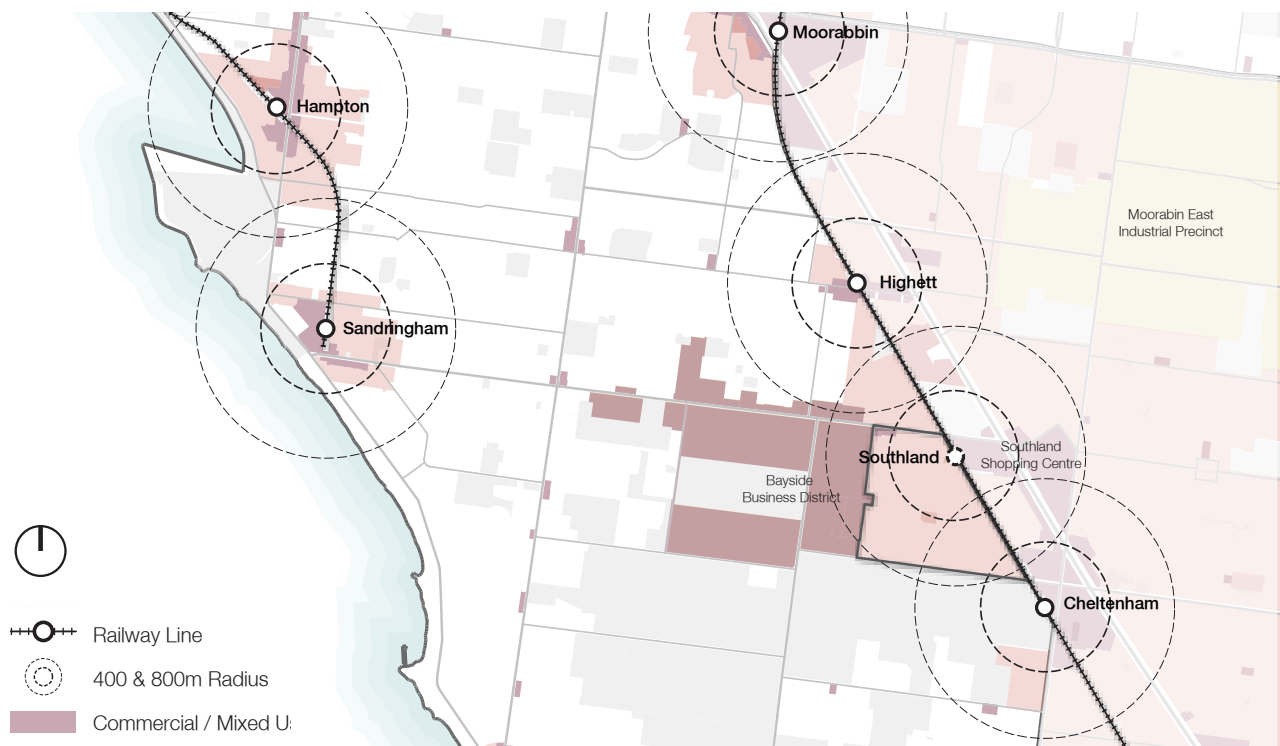 Moorabbin
Hampton
Moorabin East
Industrial Precinct
Highett
Sandringham
Southland
Shopping Centre
Southland
Bayside
Business District
Cheltenham
Railway Line
400 & 800m Radius
Commercial / Mixed